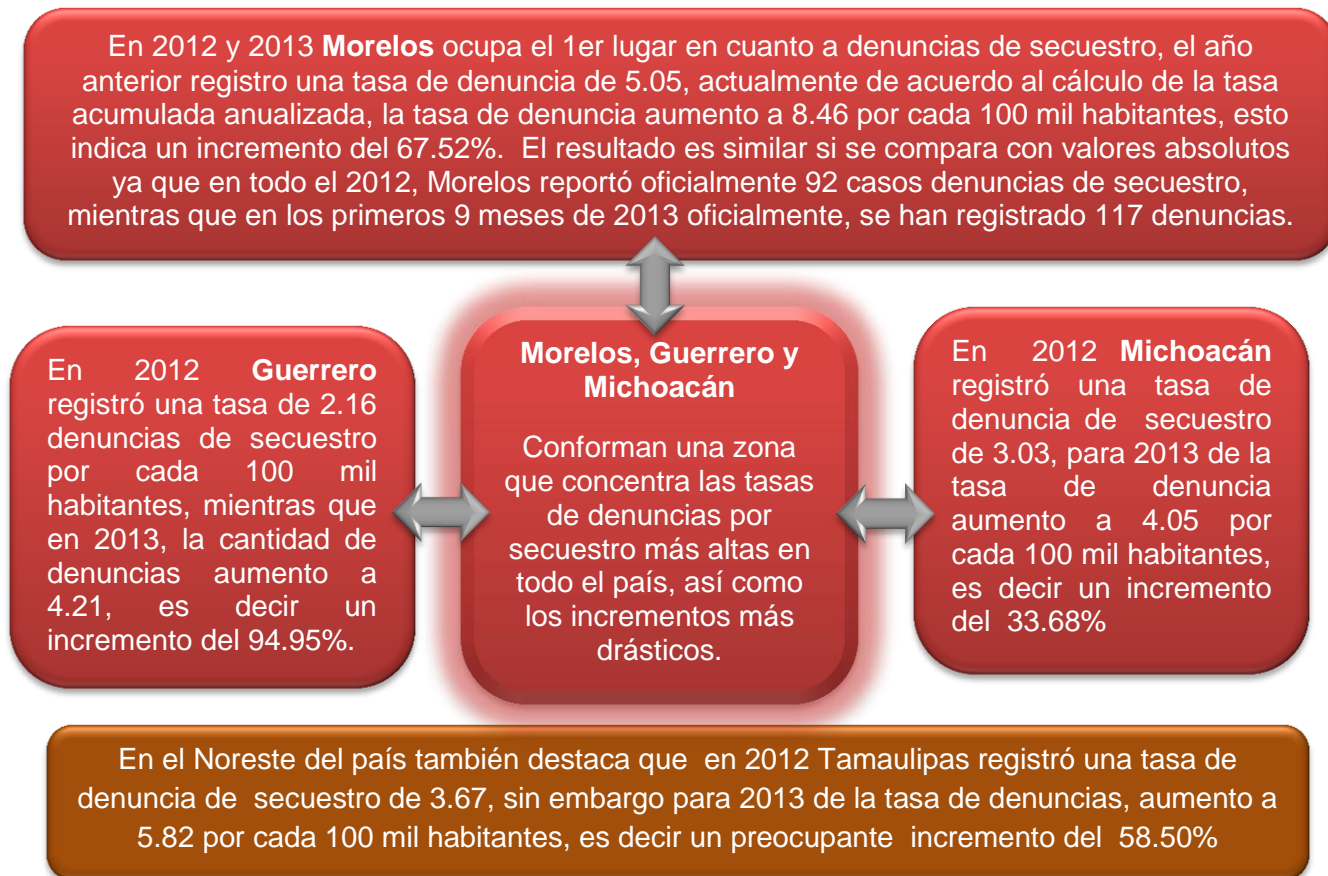 En 2012 y 2013 Morelos ocupa el 1er lugar en cuanto a denuncias de secuestro, el año
anterior registro una tasa de denuncia de 5.05, actualmente de acuerdo al cálculo de la tasa
acumulada anualizada, la tasa de denuncia aumento a 8.46 por cada 100 mil habitantes, esto
indica un incremento del 67.52%. El resultado es similar si se compara con valores absolutos
ya que en todo el 2012, Morelos reportó oficialmente 92 casos denuncias de secuestro,
mientras que en los primeros 9 meses de 2013 oficialmente, se han registrado 117 denuncias.
En 2012 Guerrero
registró una tasa de 2.16
denuncias de secuestro
por cada 100 mil
habitantes, mientras que
en 2013, la cantidad de
denuncias aumento a
4.21, es decir un
incremento del 94.95%.
Morelos, Guerrero y
Michoacán
Conforman una zona
que concentra las tasas
de denuncias por
secuestro más altas en
todo el país, así como
los incrementos más
drásticos.
En 2012 Michoacán
registró una tasa de
denuncia de secuestro
de 3.03, para 2013 de la
tasa de denuncia
aumento a 4.05 por
cada 100 mil habitantes,
es decir un incremento
del 33.68%
En el Noreste del país también destaca que en 2012 Tamaulipas registró una tasa de
denuncia de secuestro de 3.67, sin embargo para 2013 de la tasa de denuncias, aumento a
5.82 por cada 100 mil habitantes, es decir un preocupante incremento del 58.50%